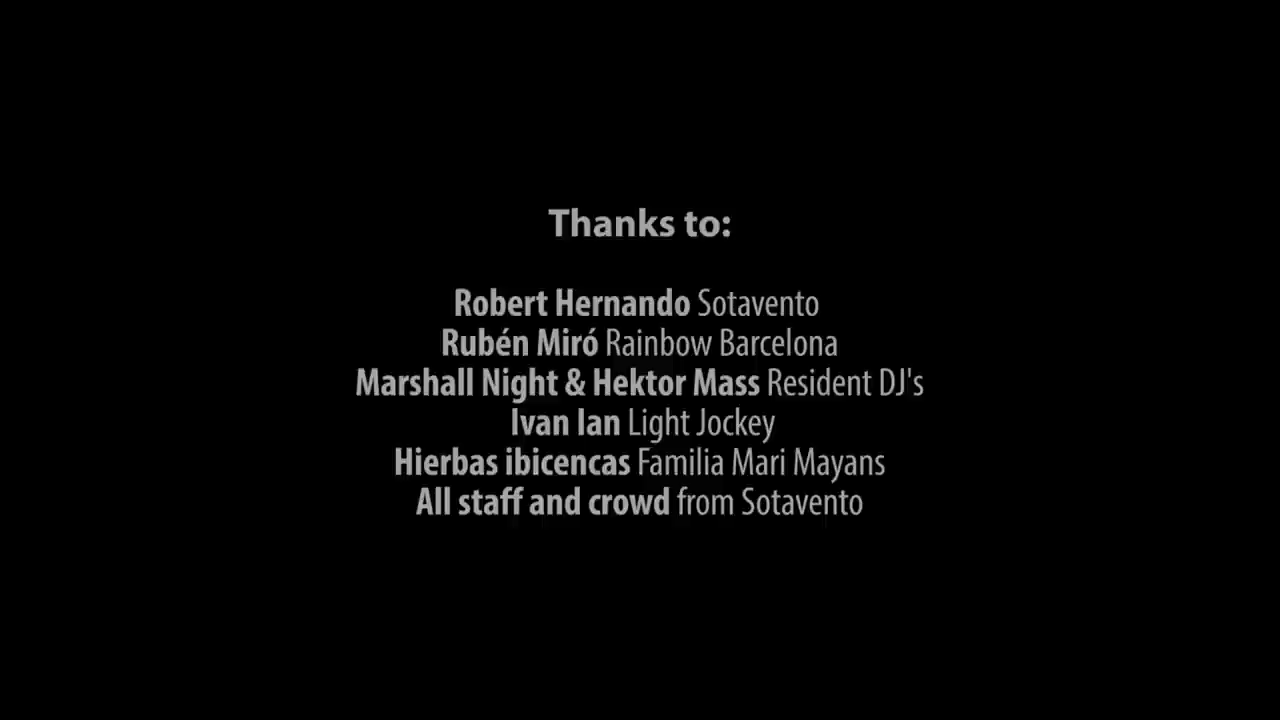 Thanks to:
Robert Hernando Sotavento
Rubén Miró Rainbow Barcelona
Marshall Night & Hektor Mass Resident DJ's
Ivan Ian Light Jockey
Hierbas ibicencas Familia Mari Mayans
All staff and crowd from Sotavento